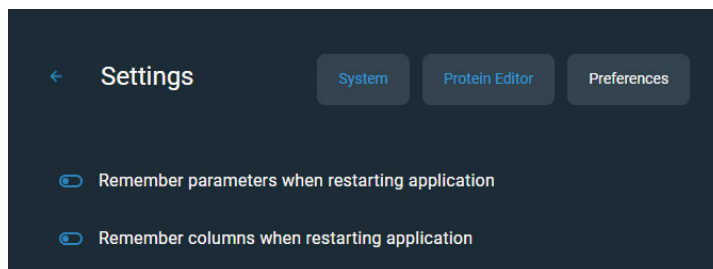 Settings System Protein Editor Preferences
Remember parameters when restarting application
Remember columns when restarting application